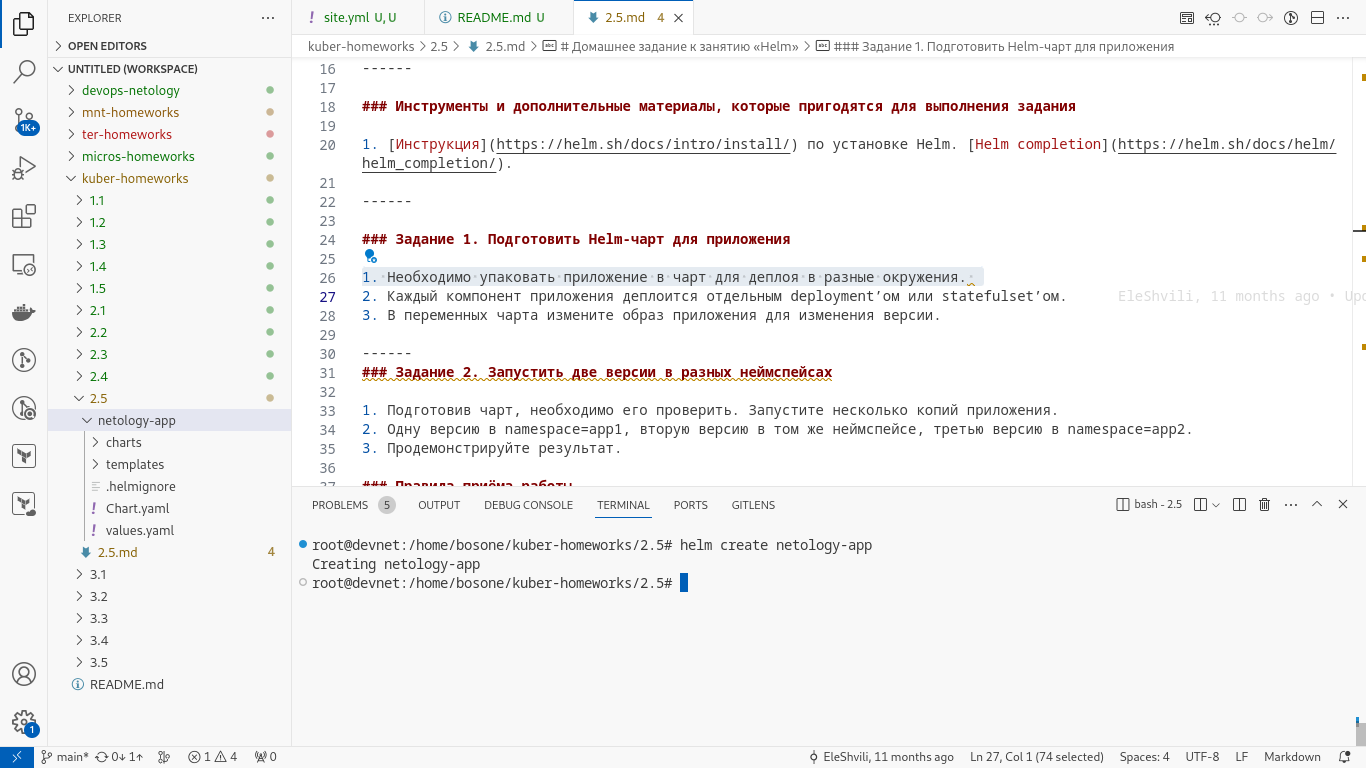 EXPLORER
OPEN EDITORS
UNTITLED (WORKSPACE)
devops-netology
mnt-homeworks
ter-homeworks
micros-homeworks
kuber-homeworks
1.1
1.2
1.3
1.4
1.5
2.1
2.2
2.3
2.4
2.5
netology-app
charts
templates
.helmignore
Chart.yaml
values.yaml
2.5.md 4
3.1
3.2
3.3
3.4
3.5
README.md
1K+
1
site.yml U, U
README.md U
2.5.md 4
kuber-homeworks > 2.5 > 2.5.md > # Домашнее задание к занятию «Helm» > ### Задание 1. Подготовить Helm-чарт для приложения
16 ------
17
18 ### Инструменты и дополнительные материалы, которые пригодятся для выполнения задания
19
20 1. [Инструкция](https://helm.sh/docs/intro/install/) по установке Helm. [Helm completion](https://helm.sh/docs/helm/
helm_completion/).
21
22 ------
23
24 ### Задание 1. Подготовить Helm-чарт для приложения
25
26 1. Необходимо упаковать приложение в чарт для деплоя в разные окружения.
27 2. Каждый компонент приложения деплоится отдельным deployment’ом или statefulset’ом. EleShvili, 11 months ago • Upd
28 3. В переменных чарта измените образ приложения для изменения версии.
29
30 ------
31 ### Задание 2. Запустить две версии в разных неймспейсах
32
33 1. Подготовив чарт, необходимо его проверить. Запустите несколько копий приложения.
34 2. Одну версию в namespace=app1, вторую версию в том же неймспейсе, третью версию в namespace=app2.
35 3. Продемонстрируйте результат.
36
37 ### Правила приёма работы
PROBLEMS 5 OUTPUT DEBUG CONSOLE TERMINAL PORTS GITLENS bash - 2.5
root@devnet:/home/bosone/kuber-homeworks/2.5# helm create netology-app
Creating netology-app
root@devnet:/home/bosone/kuber-homeworks/2.5#
main* 0↓ 1↑ 1 4 0 EleShvili, 11 months ago Ln 27, Col 1 (74 selected) Spaces: 4 UTF-8 LF Markdown